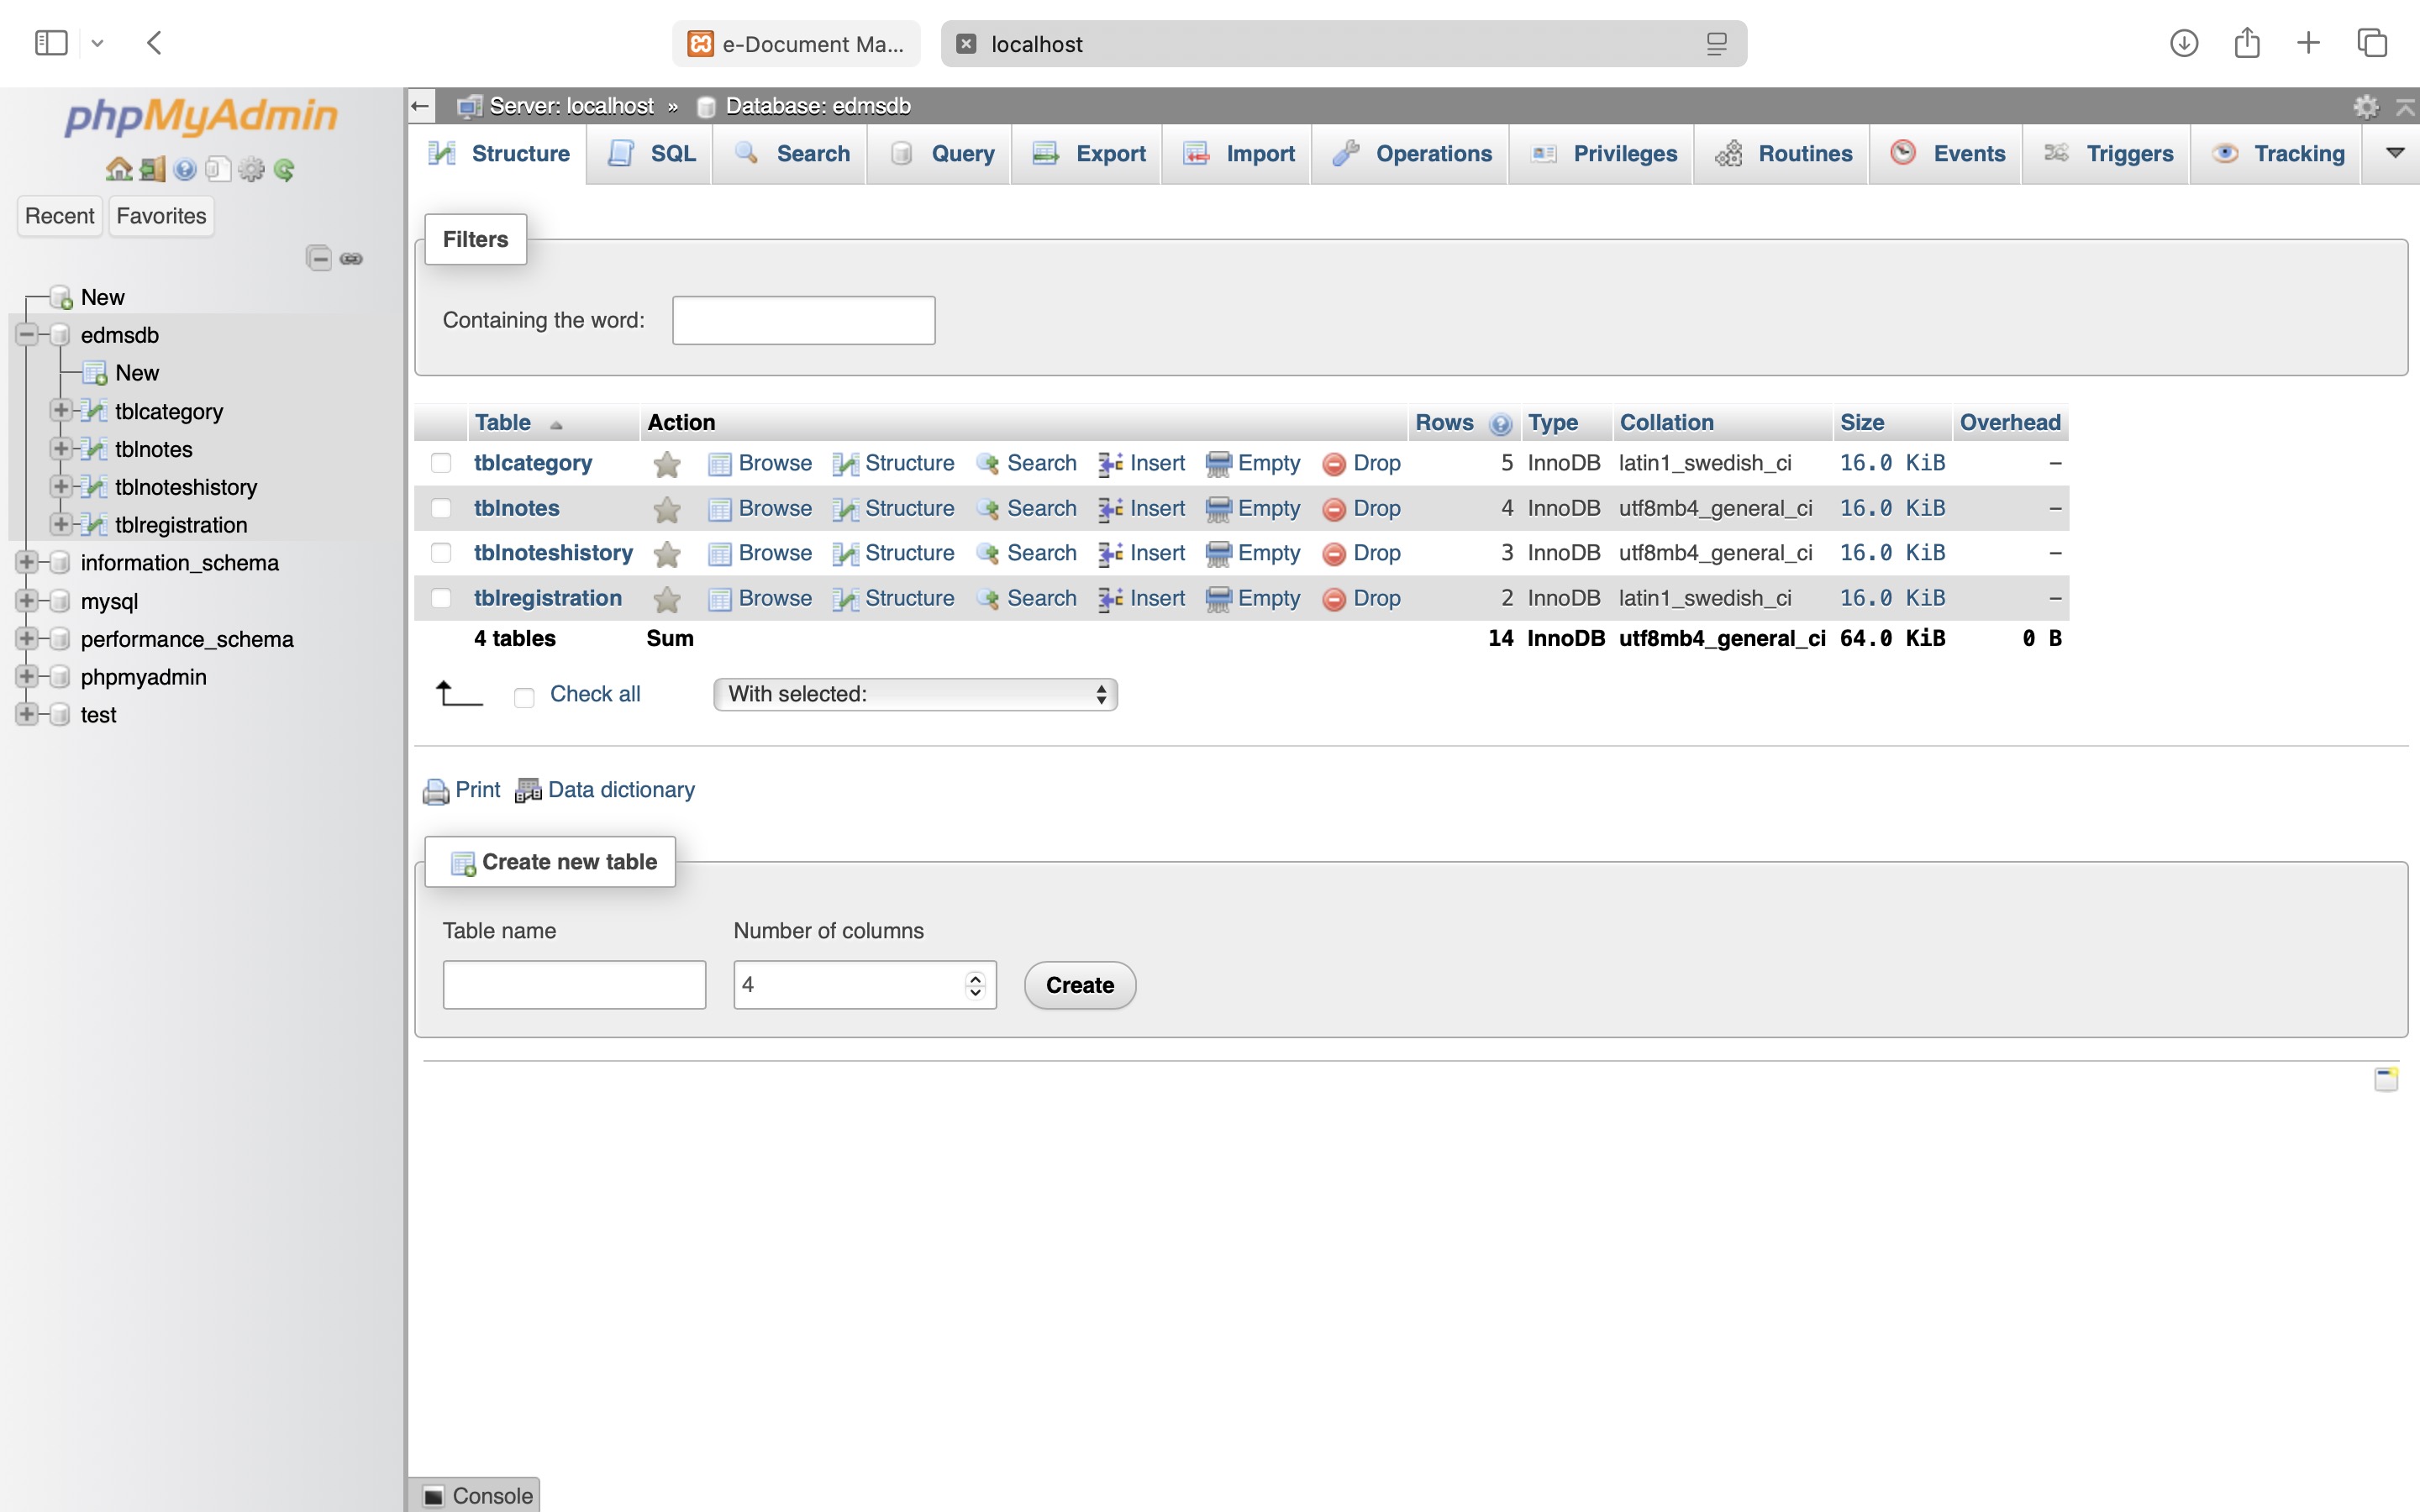 e-Document Ma...
localhost
phpMyAdmin
Recent
Favorites
New
edmsdb
New
tblcategory
tblnotes
tblnoteshistory
tblregistration
information_schema
mysql
performance_schema
phpmyadmin
test
Server: localhost » Database: edmsdb
Structure SQL Search Query Export Import Operations Privileges Routines Events Triggers Tracking
Filters
Containing the word:
Table Action Rows Type Collation Size Overhead
tblcategory Browse Structure Search Insert Empty Drop 5 InnoDB latin1_swedish_ci 16.0 KiB –
tblnotes Browse Structure Search Insert Empty Drop 4 InnoDB utf8mb4_general_ci 16.0 KiB –
tblnoteshistory Browse Structure Search Insert Empty Drop 3 InnoDB utf8mb4_general_ci 16.0 KiB –
tblregistration Browse Structure Search Insert Empty Drop 2 InnoDB latin1_swedish_ci 16.0 KiB –
4 tables Sum 14 InnoDB utf8mb4_general_ci 64.0 KiB 0 B
Check all With selected:
Print Data dictionary
Create new table
Table name Number of columns
4 Create
Console